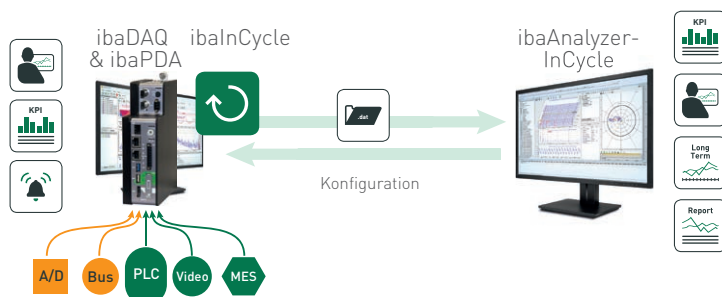 ibaDAQ
& ibaPDA
ibaInCycle
ibaAnalyzer-
InCycle
KPI
.dat
Konfiguration
KPI
Long
Term
Report
A/D
Bus
PLC
Video
MES